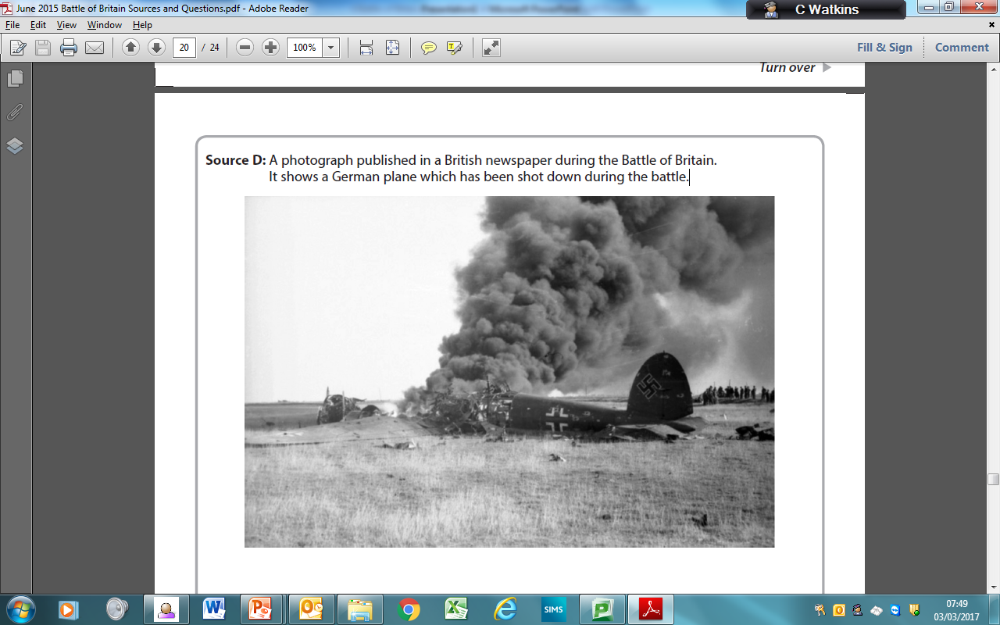 June 2015 Battle of Britain Sources and Questions.pdf - Adobe Reader
C Watkins
File Edit View Window Help
20 / 24
100%
Fill & Sign
Comment
Turn over
Source D: A photograph published in a British newspaper during the Battle of Britain.
It shows a German plane which has been shot down during the battle.
SIMS
07:49
03/03/2017